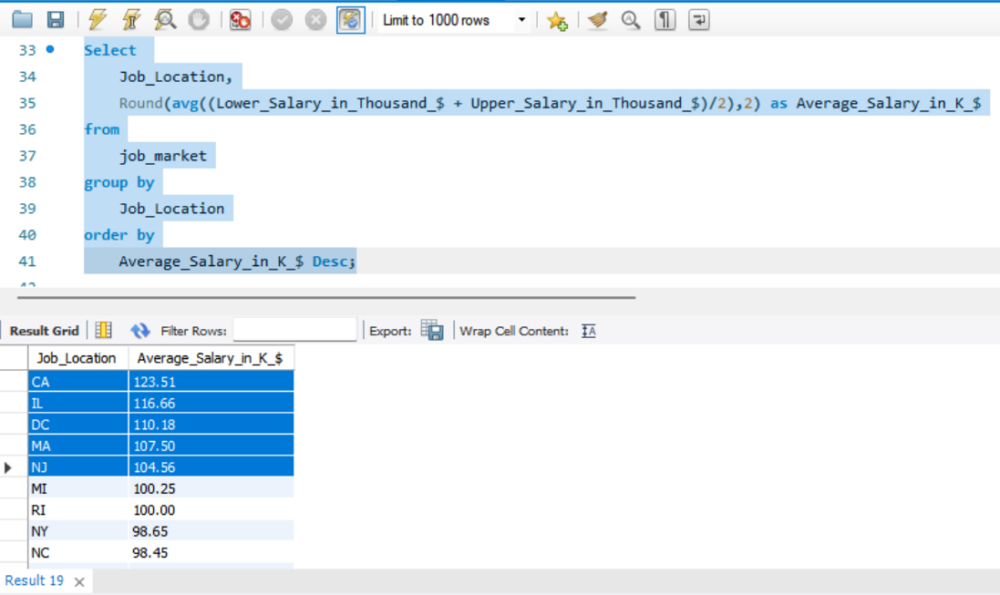 Limit to 1000 rows
33 Select
34 Job_Location,
35 Round(avg((Lower_Salary_in_Thousand_$ + Upper_Salary_in_Thousand_$)/2),2) as Average_Salary_in_K_$
36 from
37 job_market
38 group by
39 Job_Location
40 order by
41 Average_Salary_in_K_$ Desc;
Result Grid Filter Rows: Export: Wrap Cell Content: IA
Job_Location Average_Salary_in_K_$
CA 123.51
IL 116.66
DC 110.18
MA 107.50
NJ 104.56
MI 100.25
RI 100.00
NY 98.65
NC 98.45
Result 19